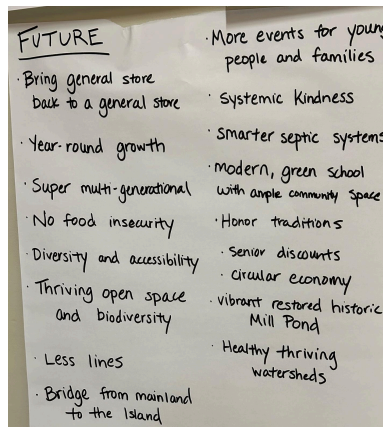 FUTURE
· Bring general store
back to a general store
· Year-round growth
· Super multi-generational
· No food insecurity
· Diversity and accessibility
· Thriving open space
and biodiversity
· Less lines
· Bridge from mainland
to the Island
· More events for young
people and families
· Systemic Kindness
· Smarter septic systems
· Modern, green school
with ample community space
· Honor traditions
· Senior discounts
· Circular economy
· vibrant restored historic
Mill Pond
· Healthy thriving
watersheds